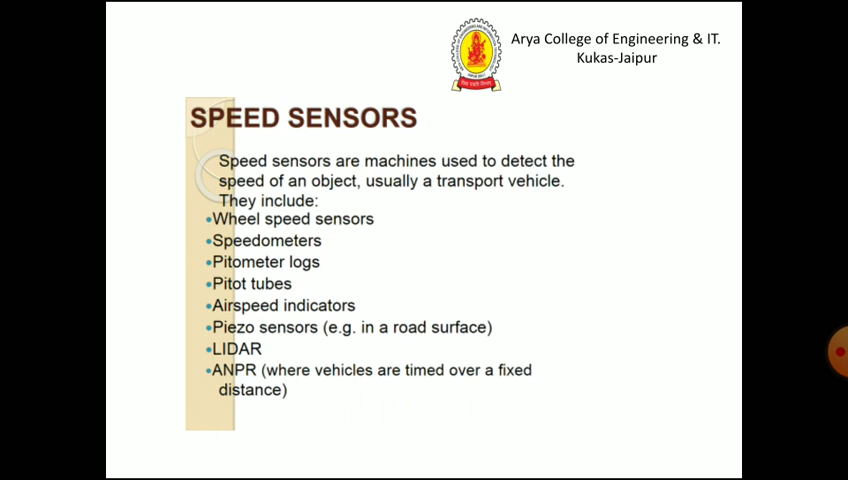 Arya College of Engineering & IT.
Kukas-Jaipur
SPEED SENSORS
Speed sensors are machines used to detect the
speed of an object, usually a transport vehicle.
They include:
•Wheel speed sensors
•Speedometers
•Pitometer logs
•Pitot tubes
•Airspeed indicators
•Piezo sensors (e.g. in a road surface)
•LIDAR
•ANPR (where vehicles are timed over a fixed
distance)